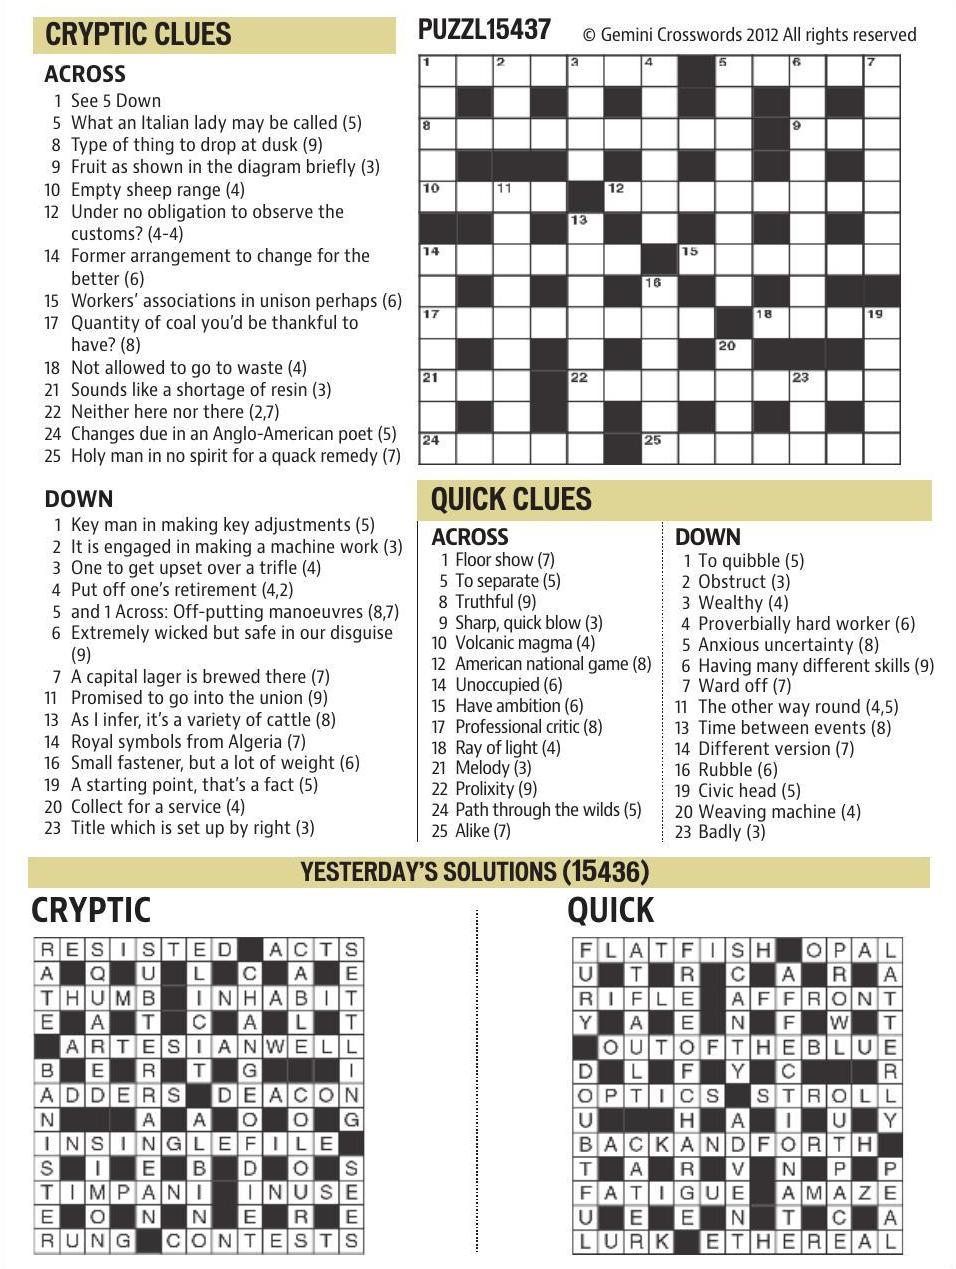 CRYPTIC CLUES
ACROSS
1 See 5 Down
5 What an Italian lady may be called (5)
8 Type of thing to drop at dusk (9)
9 Fruit as shown in the diagram briefly (3)
10 Empty sheep range (4)
12 Under no obligation to observe the
customs? (4-4)
14 Former arrangement to change for the
better (6)
15 Workers' associations in unison perhaps (6)
17 Quantity of coal you'd be thankful to
have? (8)
18 Not allowed to go to waste (4)
21 Sounds like a shortage of resin (3)
22 Neither here nor there (2,7)
24 Changes due in an Anglo-American poet (5)
25 Holy man in no spirit for a quack remedy (7)
DOWN
1 Key man in making key adjustments (5)
2 It is engaged in making a machine work (3)
3 One to get upset over a trifle (4)
4 Put off one's retirement (4,2)
5 and 1 Across: Off-putting manoeuvres (8,7)
6 Extremely wicked but safe in our disguise
(9)
7 A capital lager is brewed there (7)
11 Promised to go into the union (9)
13 As I infer, it's a variety of cattle (8)
14 Royal symbols from Algeria (7)
16 Small fastener, but a lot of weight (6)
19 A starting point, that's a fact (5)
20 Collect for a service (4)
23 Title which is set up by right (3)
PUZZL15437 © Gemini Crosswords 2012 All rights reserved
1 2 3 4 5 6 7
8 9
10 11 12
13
14 15
16
17 18 19
20
21 22 23
24 25
QUICK CLUES
ACROSS
1 Floor show (7)
5 To separate (5)
8 Truthful (9)
9 Sharp, quick blow (3)
10 Volcanic magma (4)
12 American national game (8)
14 Unoccupied (6)
15 Have ambition (6)
17 Professional critic (8)
18 Ray of light (4)
21 Melody (3)
22 Prolixity (9)
24 Path through the wilds (5)
25 Alike (7)
DOWN
1 To quibble (5)
2 Obstruct (3)
3 Wealthy (4)
4 Proverbially hard worker (6)
5 Anxious uncertainty (8)
6 Having many different skills (9)
7 Ward off (7)
11 The other way round (4,5)
13 Time between events (8)
14 Different version (7)
16 Rubble (6)
19 Civic head (5)
20 Weaving machine (4)
23 Badly (3)
YESTERDAY'S SOLUTIONS (15436)
CRYPTIC
RESISTED ACTS
A Q U L C A E
THUMB INHABIT
E A T C A L T
ARTESIANWELL
B E R T G I
ADDERS DEACON
N A A O O G
INSINGLEFILE
S I E B D O S
TIMPANI INUSE
E O N N E R E
RUNG CONTESTS
QUICK
FLATFISH OPAL
U T R C A R A
RIFLE AFFRONT
Y A E N F W T
OUTOFTHEBLUE
D L F Y C R
OPTICS STROLL
U H A I U Y
BACKANDFORTH
T A R V N P P
FATIGUE AMAZE
U E E N T C A
LURK ETHEREAL